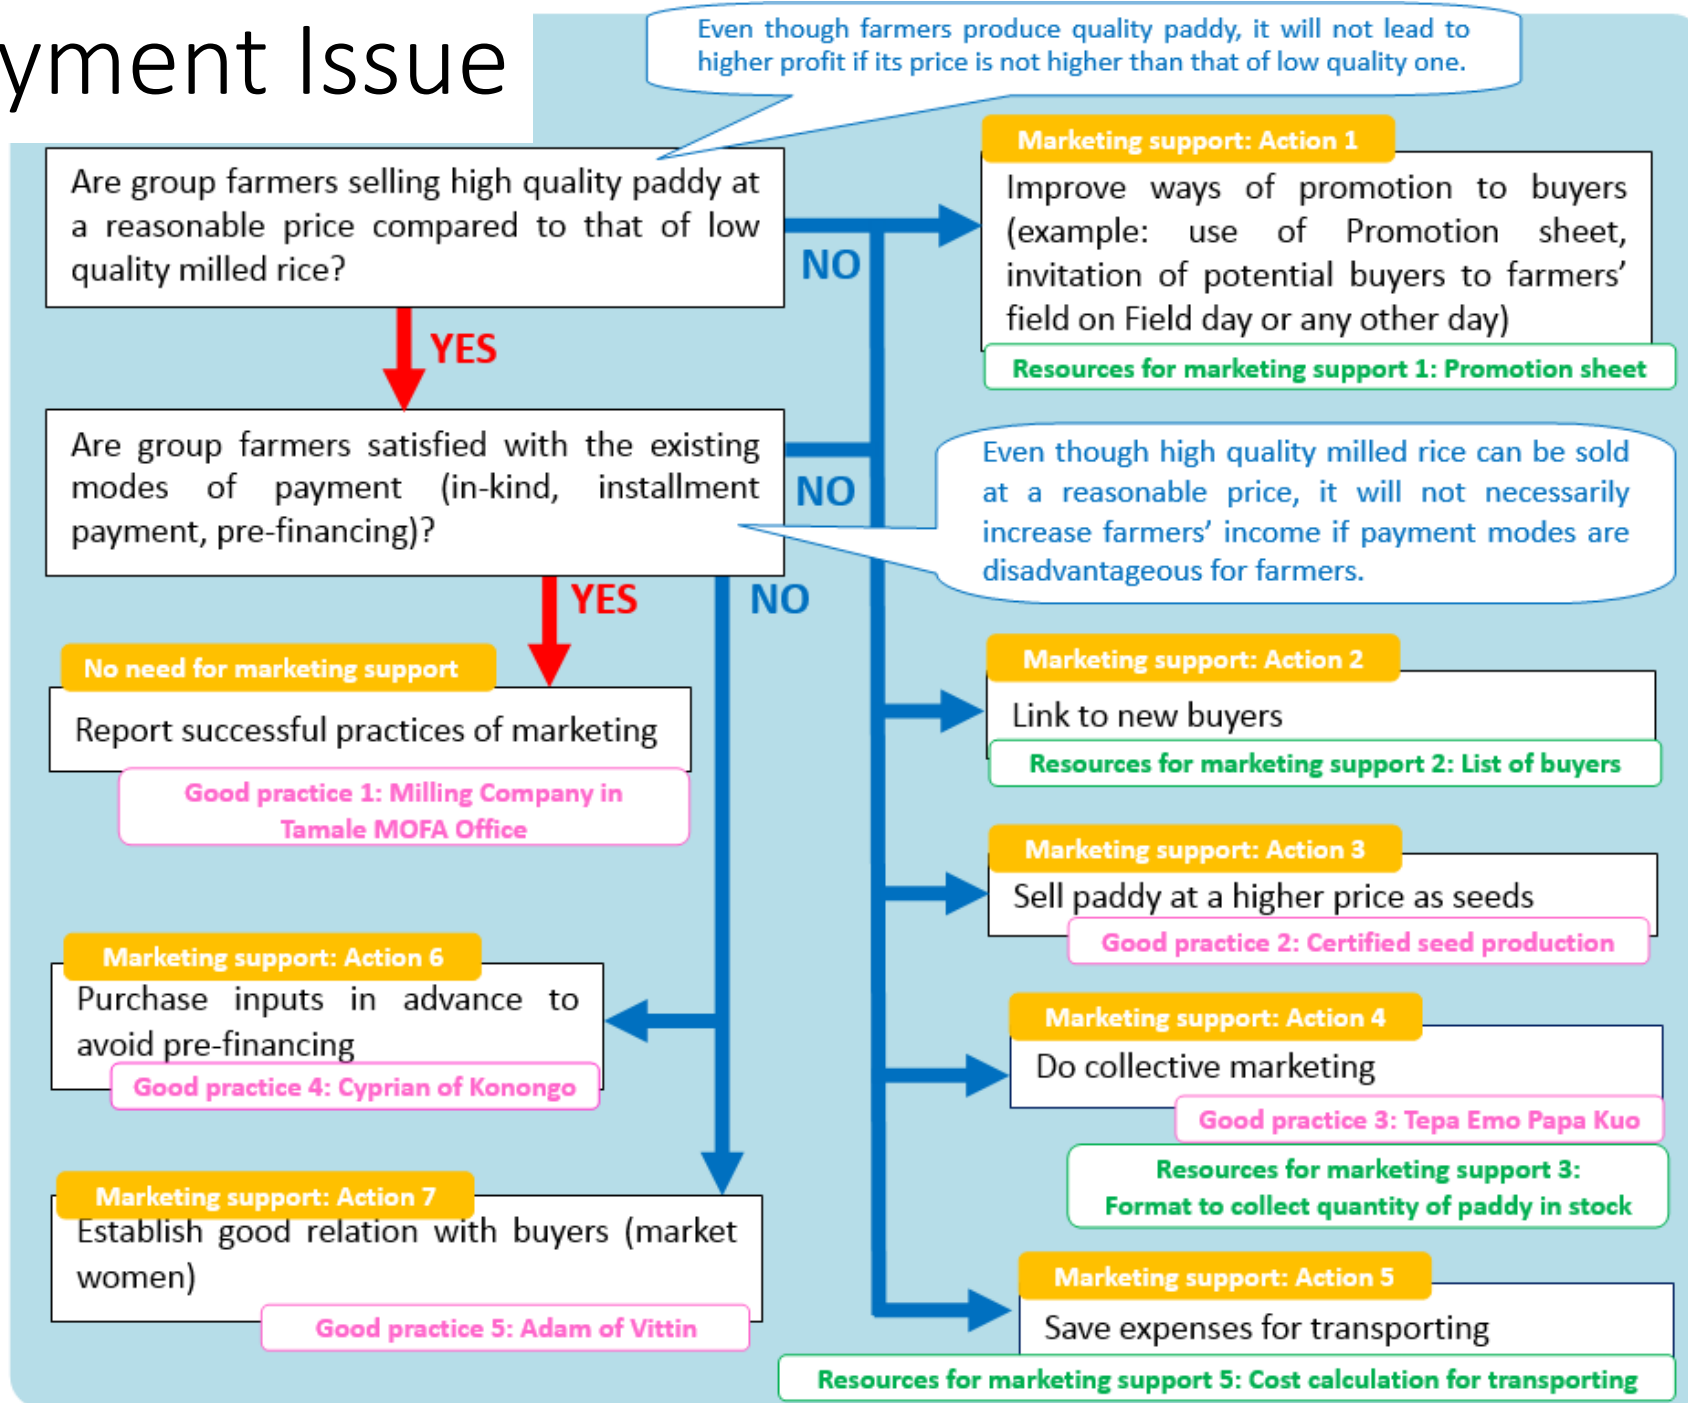 yment Issue
Even though farmers produce quality paddy, it will not lead to
higher profit if its price is not higher than that of low quality one.
Are group farmers selling high quality paddy at
a reasonable price compared to that of low
quality milled rice?
NO
YES
Marketing support: Action 1
Improve ways of promotion to buyers
(example: use of Promotion sheet,
invitation of potential buyers to farmers’
field on Field day or any other day)
Resources for marketing support 1: Promotion sheet
Are group farmers satisfied with the existing
modes of payment (in-kind, installment
payment, pre-financing)?
NO
Even though high quality milled rice can be sold
at a reasonable price, it will not necessarily
increase farmers’ income if payment modes are
disadvantageous for farmers.
YES
NO
No need for marketing support
Report successful practices of marketing
Good practice 1: Milling Company in
Tamale MOFA Office
Marketing support: Action 2
Link to new buyers
Resources for marketing support 2: List of buyers
Marketing support: Action 3
Sell paddy at a higher price as seeds
Good practice 2: Certified seed production
Marketing support: Action 4
Do collective marketing
Good practice 3: Tepa Emo Papa Kuo
Resources for marketing support 3:
Format to collect quantity of paddy in stock
Marketing support: Action 5
Save expenses for transporting
Resources for marketing support 5: Cost calculation for transporting
Marketing support: Action 6
Purchase inputs in advance to
avoid pre-financing
Good practice 4: Cyprian of Konongo
Marketing support: Action 7
Establish good relation with buyers (market
women)
Good practice 5: Adam of Vittin